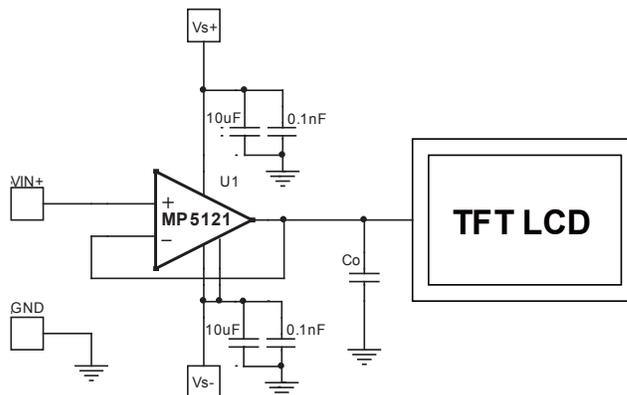 Vs+
10uF 0.1nF
VIN+
U1
+
MP5121
−
TFT LCD
Co
GND
10uF 0.1nF
Vs-